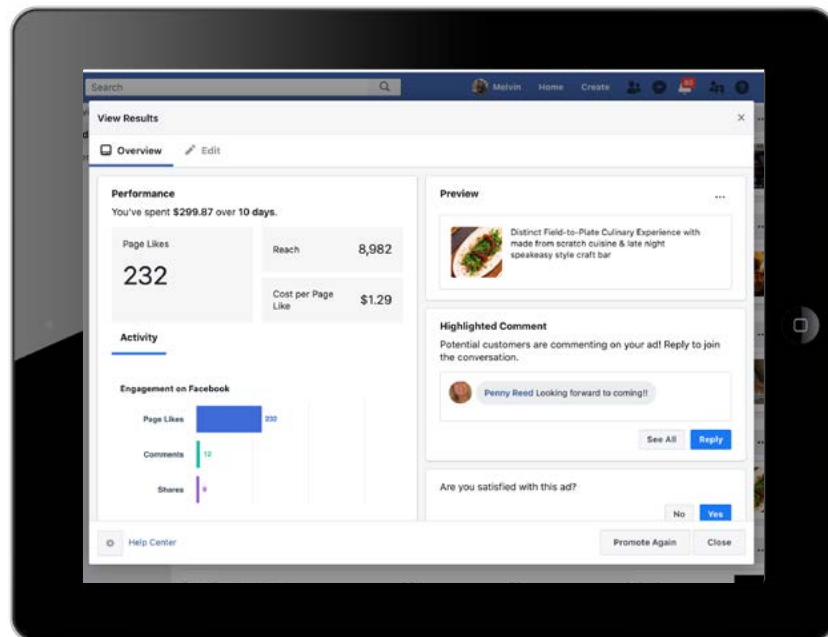 Search
Melvin Home Create
View Results
Overview Edit
Performance
You've spent $299.87 over 10 days.
Page Likes
232
Reach 8,982
Cost per Page
Like
$1.29
Activity
Engagement on Facebook
Page Likes 232
Comments 12
Shares
Preview
Distinct Field-to-Plate Culinary Experience with
made from scratch cuisine & late night
speakeasy style craft bar
Highlighted Comment
Potential customers are commenting on your ad! Reply to join
the conversation.
Penny Reed Looking forward to coming!!
See All Reply
Are you satisfied with this ad?
No Yes
Help Center
Promote Again Close